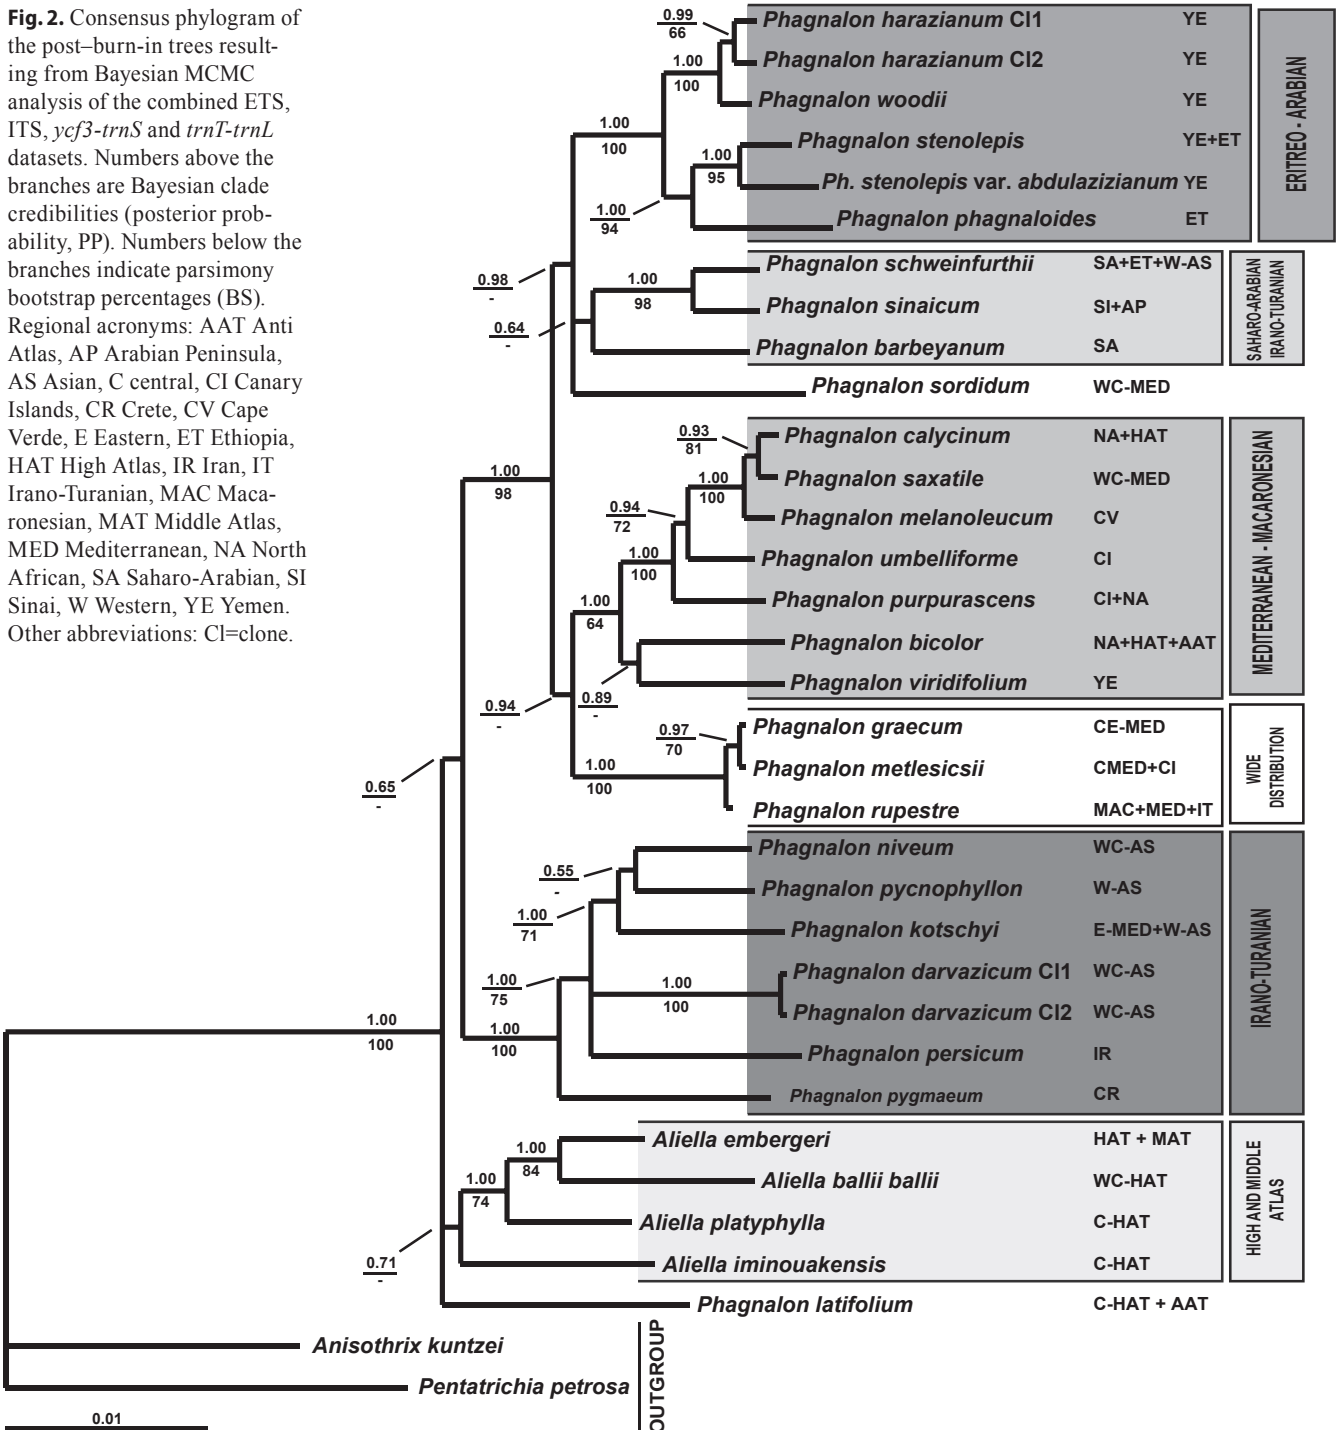 Fig. 2. Consensus phylogram of
the post–burn-in trees result-
ing from Bayesian MCMC
analysis of the combined ETS,
ITS, ycf3-trnS and trnT-trnL
datasets. Numbers above the
branches are Bayesian clade
credibilities (posterior prob-
ability, PP). Numbers below the
branches indicate parsimony
bootstrap percentages (BS).
Regional acronyms: AAT Anti
Atlas, AP Arabian Peninsula,
AS Asian, C central, CI Canary
Islands, CR Crete, CV Cape
Verde, E Eastern, ET Ethiopia,
HAT High Atlas, IR Iran, IT
Irano-Turanian, MAC Maca-
ronesian, MAT Middle Atlas,
MED Mediterranean, NA North
African, SA Saharo-Arabian, SI
Sinai, W Western, YE Yemen.
Other abbreviations: Cl=clone.
0.99
66
Phagnalon harazianum Cl1 YE
Phagnalon harazianum Cl2 YE
1.00
100
Phagnalon woodii YE
1.00
100
Phagnalon stenolepis YE+ET
1.00
95
Ph. stenolepis var. abdulazizianum YE
1.00
94
Phagnalon phagnaloides ET
ERITREO - ARABIAN
0.98
-
Phagnalon schweinfurthii SA+ET+W-AS
1.00
98
Phagnalon sinaicum SI+AP
0.64
-
Phagnalon barbeyanum SA
SAHARO-ARABIAN
IRANO-TURANIAN
Phagnalon sordidum WC-MED
0.93
81
Phagnalon calycinum NA+HAT
1.00
98
Phagnalon saxatile WC-MED
1.00
100
Phagnalon melanoleucum CV
0.94
72
Phagnalon umbelliforme CI
1.00
100
Phagnalon purpurascens CI+NA
1.00
64
Phagnalon bicolor NA+HAT+AAT
0.89
-
Phagnalon viridifolium YE
MEDITERRANEAN - MACARONESIAN
0.94
-
0.97
70
Phagnalon graecum CE-MED
1.00
100
Phagnalon metlesicsii CMED+CI
Phagnalon rupestre MAC+MED+IT
WIDE
DISTRIBUTION
0.65
-
Phagnalon niveum WC-AS
0.55
-
Phagnalon pycnophyllon W-AS
1.00
71
Phagnalon kotschyi E-MED+W-AS
1.00
75
Phagnalon darvazicum Cl1 WC-AS
1.00
100
Phagnalon darvazicum Cl2 WC-AS
1.00
100
Phagnalon persicum IR
Phagnalon pygmaeum CR
IRANO-TURANIAN
1.00
100
Aliella embergeri HAT + MAT
1.00
84
Aliella ballii ballii WC-HAT
1.00
74
Aliella platyphylla C-HAT
0.71
-
Aliella iminouakensis C-HAT
HIGH AND MIDDLE
ATLAS
Phagnalon latifolium C-HAT + AAT
Anisothrix kuntzei
Pentatrichia petrosa
OUTGROUP
0.01